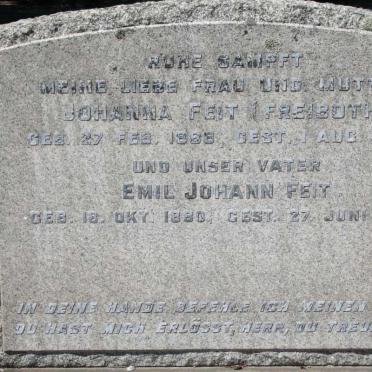 RUHE SANFT
MEINE LIEBE FRAU UND MUTT
JOHANNA FEIT (FREIBOTH
GEB. 27 FEB. 1888, GEST. 1 AUG
UND UNSER VATER
EMIL JOHANN FEIT
GEB. 18. OKT. 1880, GEST. 27. JUNI
IN DEINE HÄNDE BEFEHLE ICH MEINEN
DU HAST MICH ERLÖSST, HERR, DU TREU